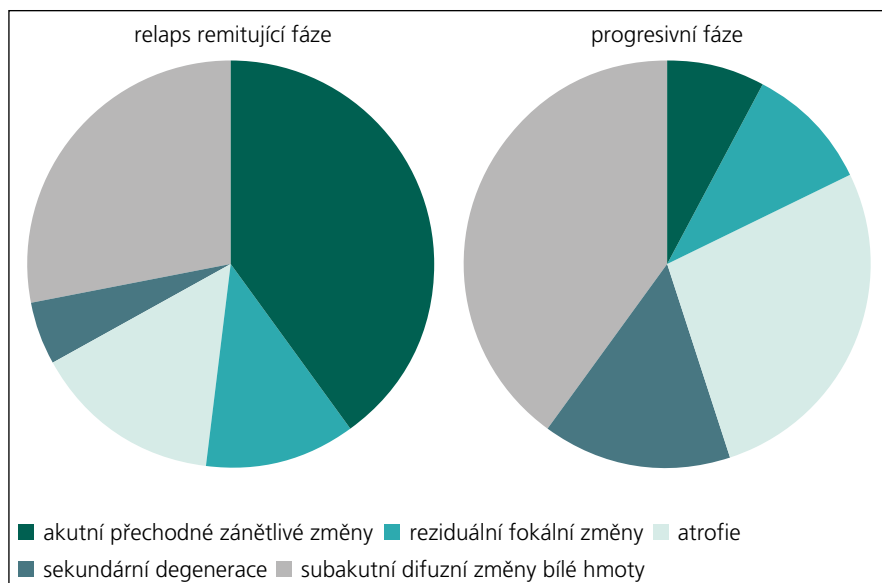 relaps remitující fáze
progresivní fáze
akutní přechodné zánětlivé změny reziduální fokální změny atrofie
sekundární degenerace subakutní difuzní změny bílé hmoty